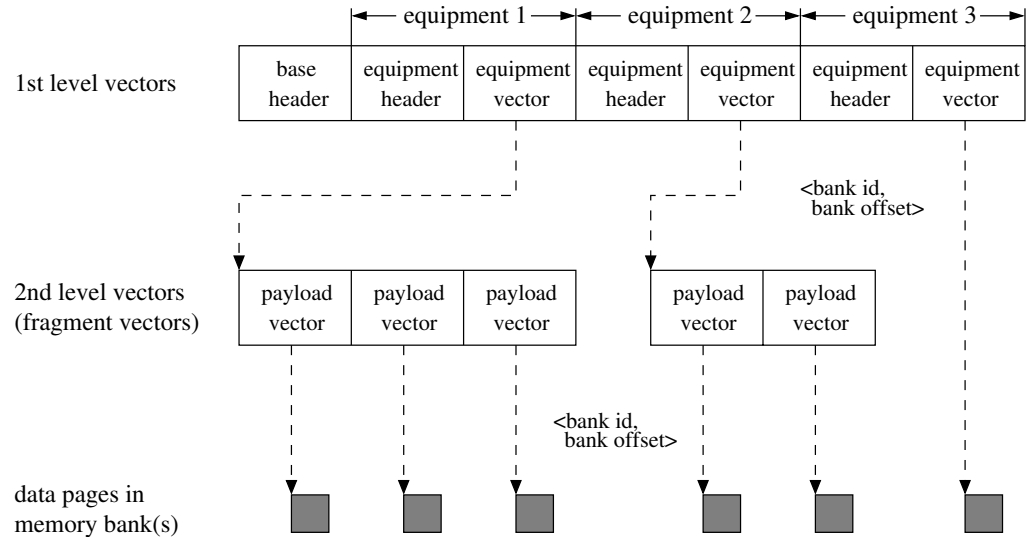 equipment 1 equipment 2 equipment 3
1st level vectors
base header
equipment header
equipment vector
equipment header
equipment vector
equipment header
equipment vector
<bank id,
bank offset>
2nd level vectors
(fragment vectors)
payload vector
payload vector
payload vector
payload vector
payload vector
<bank id,
bank offset>
data pages in
memory bank(s)